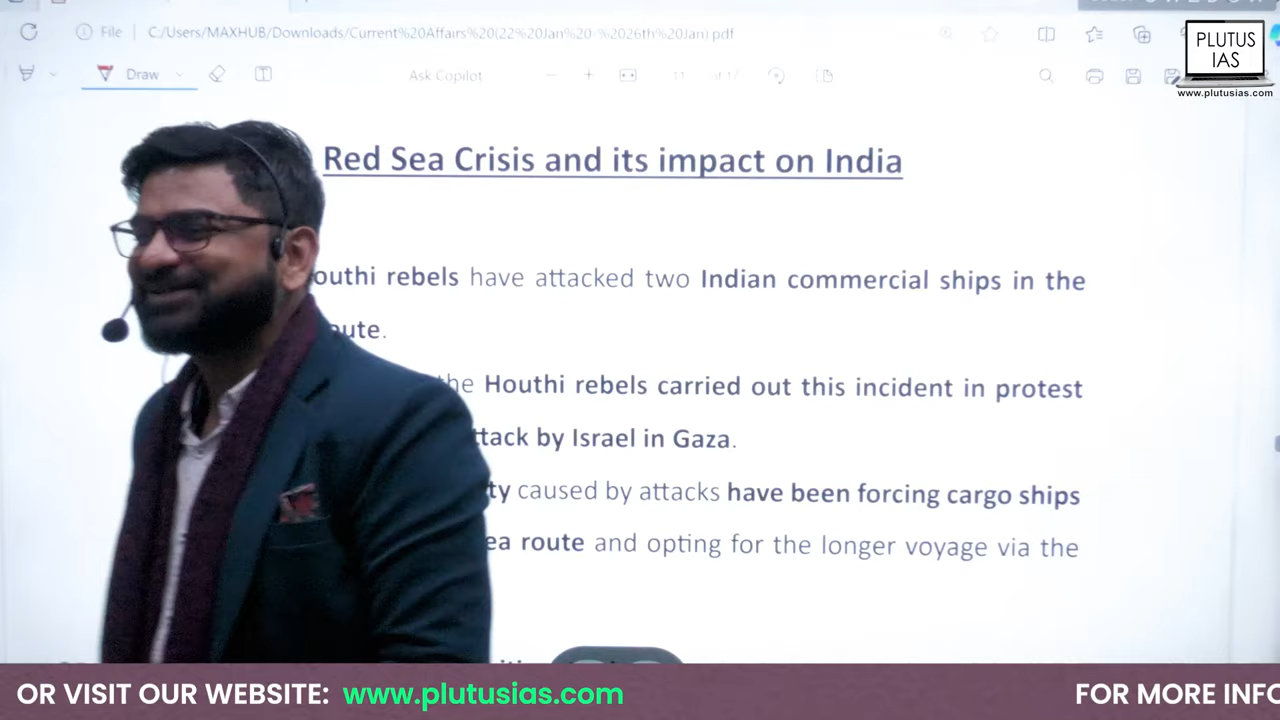 File C:/Users/MAXHUB/Downloads/Current%20Affairs%20(22%20Jan%20-%2026th%20Jan).pdf
PLUTUS
IAS
www.plutusias.com
Draw
Ask Copilot
11 of 17
Red Sea Crisis and its impact on India
outhi rebels have attacked two Indian commercial ships in the
oute.
the Houthi rebels carried out this incident in protest
ttack by Israel in Gaza.
ty caused by attacks have been forcing cargo ships
ea route and opting for the longer voyage via the
OR VISIT OUR WEBSITE: www.plutusias.com
FOR MORE INFO